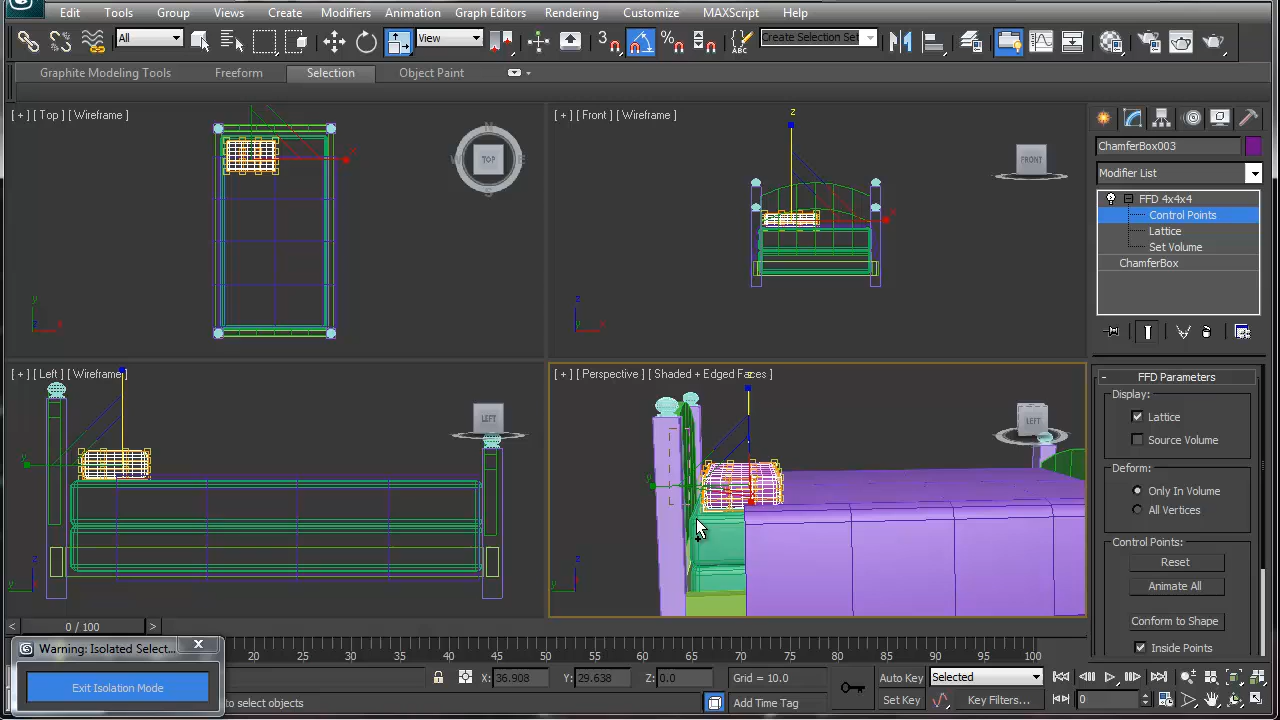 Edit Tools Group Views Create Modifiers Animation Graph Editors Rendering Customize MAXScript Help
All View 3 Create Selection Set
Graphite Modeling Tools Freeform Selection Object Paint
[ + ] [ Top ] [ Wireframe ]
[ + ] [ Front ] [ Wireframe ]
TOP
FRONT
x
z
ChamferBox003
Modifier List
FFD 4x4x4
Control Points
Lattice
Set Volume
ChamferBox
[ + ] [ Left ] [ Wireframe ]
[ + ] [ Perspective ] [ Shaded + Edged Faces ]
LEFT
LEFT
FFD Parameters
Display:
Lattice
Source Volume
Deform:
Only In Volume
All Vertices
Control Points:
Reset
Animate All
Conform to Shape
Inside Points
< 0 / 100 >
Warning: Isolated Select... X
Exit Isolation Mode
20 25 30 35 40 45 50 55 60 65 70 75 80 85 90 95 100
X: 36.908 Y: 29.638 Z: 0.0 Grid = 10.0
Auto Key Selected
to select objects
Add Time Tag
Set Key Key Filters... 0